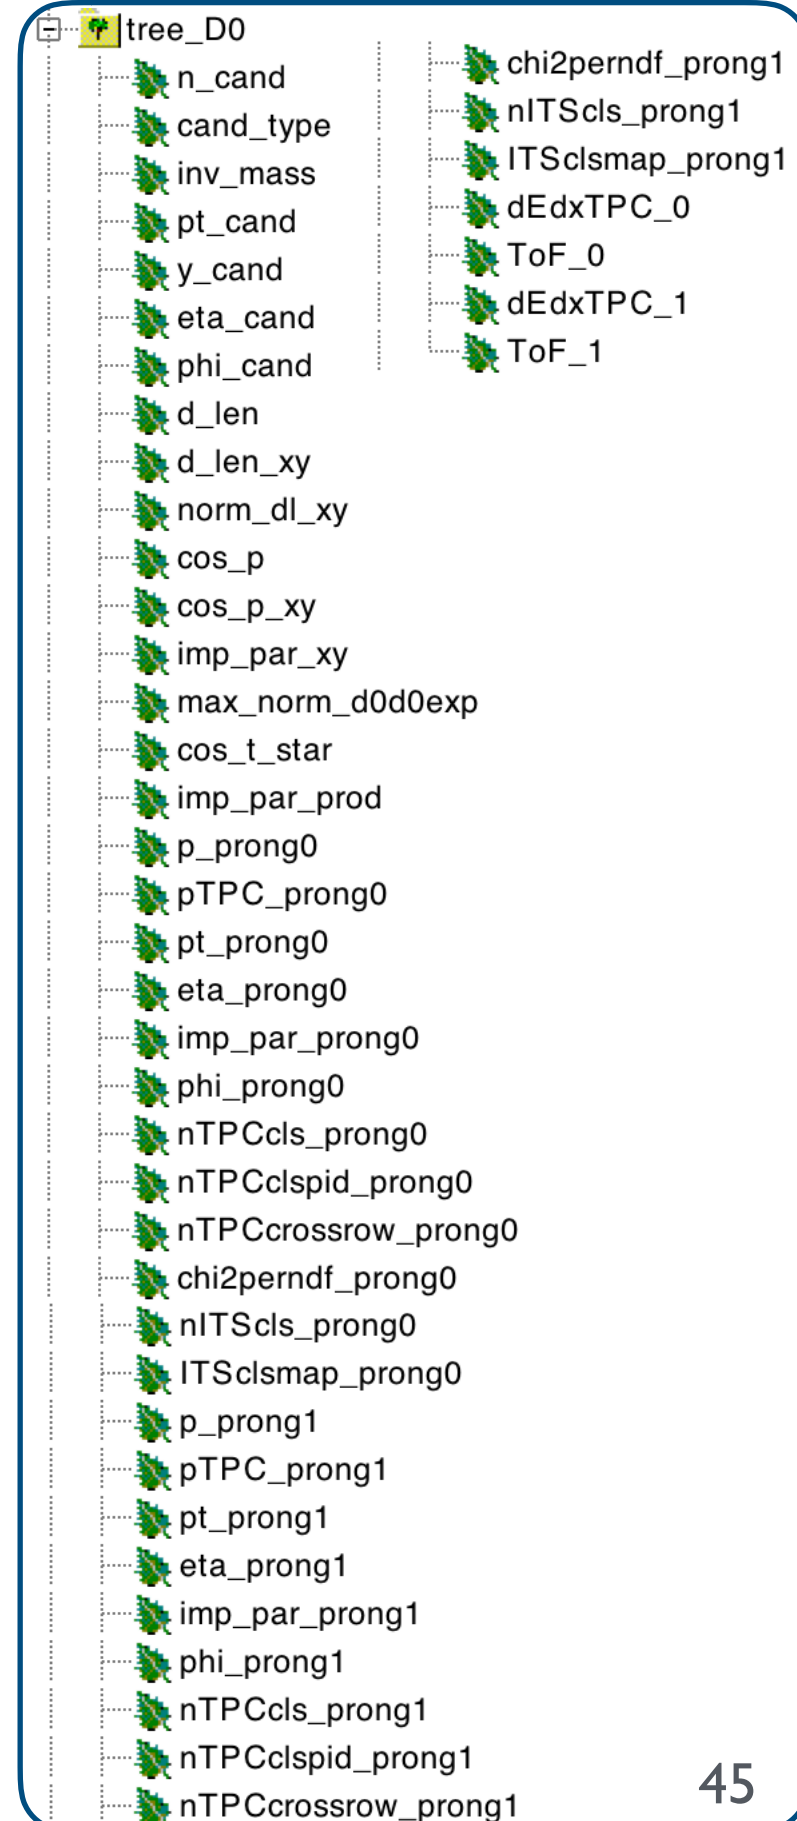 tree_D0
n_cand
cand_type
inv_mass
pt_cand
y_cand
eta_cand
phi_cand
d_len
d_len_xy
norm_dl_xy
cos_p
cos_p_xy
imp_par_xy
max_norm_d0d0exp
cos_t_star
imp_par_prod
p_prong0
pTPC_prong0
pt_prong0
eta_prong0
imp_par_prong0
phi_prong0
nTPCcls_prong0
nTPCclspid_prong0
nTPCcrossrow_prong0
chi2perndf_prong0
nITScls_prong0
ITSclsmap_prong0
p_prong1
pTPC_prong1
pt_prong1
eta_prong1
imp_par_prong1
phi_prong1
nTPCcls_prong1
nTPCclspid_prong1
nTPCcrossrow_prong1
chi2perndf_prong1
nITScls_prong1
ITSclsmap_prong1
dEdxTPC_0
ToF_0
dEdxTPC_1
ToF_1
45